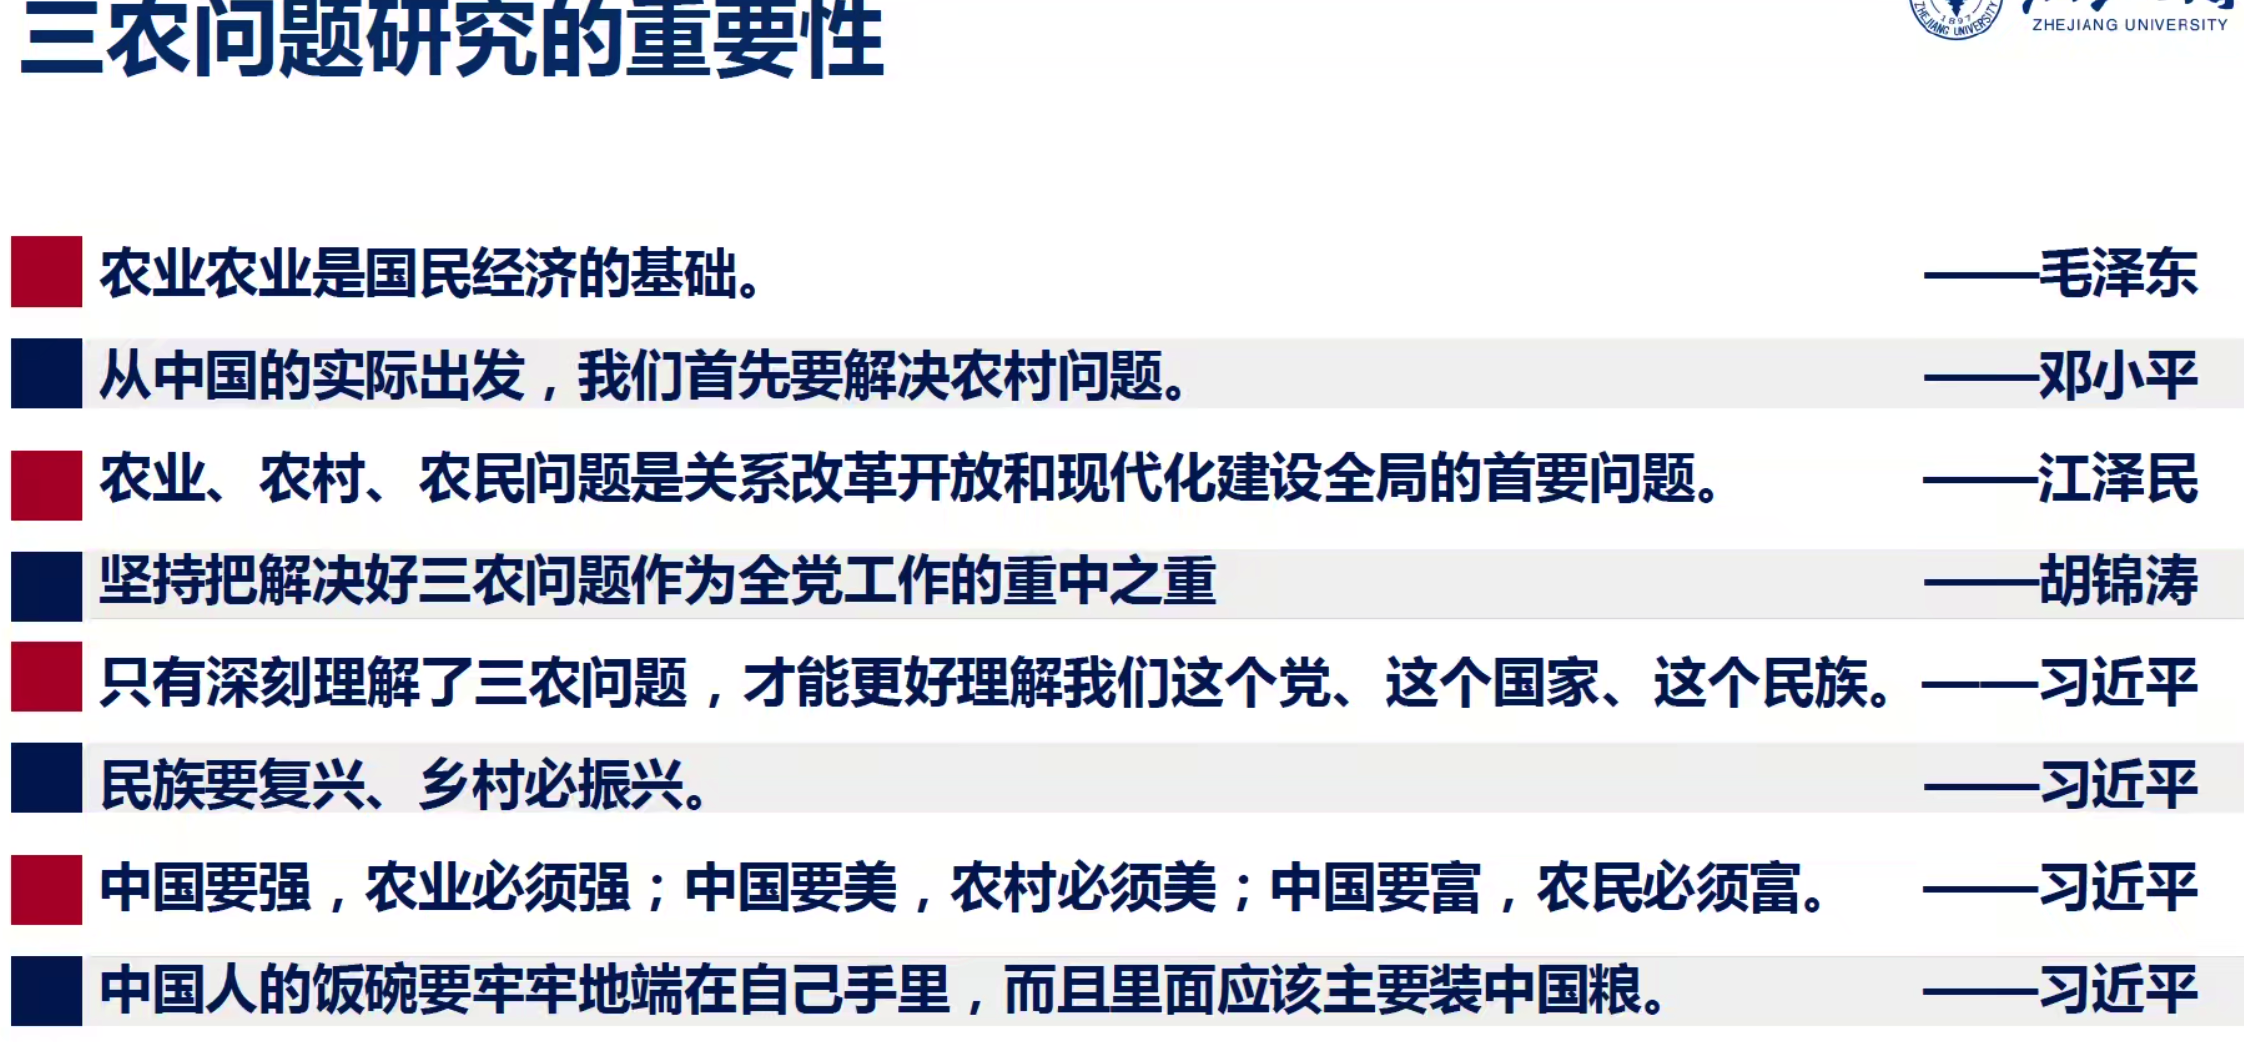 三农问题研究的重要性
ZHEJIANG UNIVERSITY
1897
ZHEJIANG UNIVERSITY
农业农业是国民经济的基础。 ——毛泽东
从中国的实际出发，我们首先要解决农村问题。 ——邓小平
农业、农村、农民问题是关系改革开放和现代化建设全局的首要问题。 ——江泽民
坚持把解决好三农问题作为全党工作的重中之重 ——胡锦涛
只有深刻理解了三农问题，才能更好理解我们这个党、这个国家、这个民族。 ——习近平
民族要复兴、乡村必振兴。 ——习近平
中国要强，农业必须强；中国要美，农村必须美；中国要富，农民必须富。 ——习近平
中国人的饭碗要牢牢地端在自己手里，而且里面应该主要装中国粮。 ——习近平